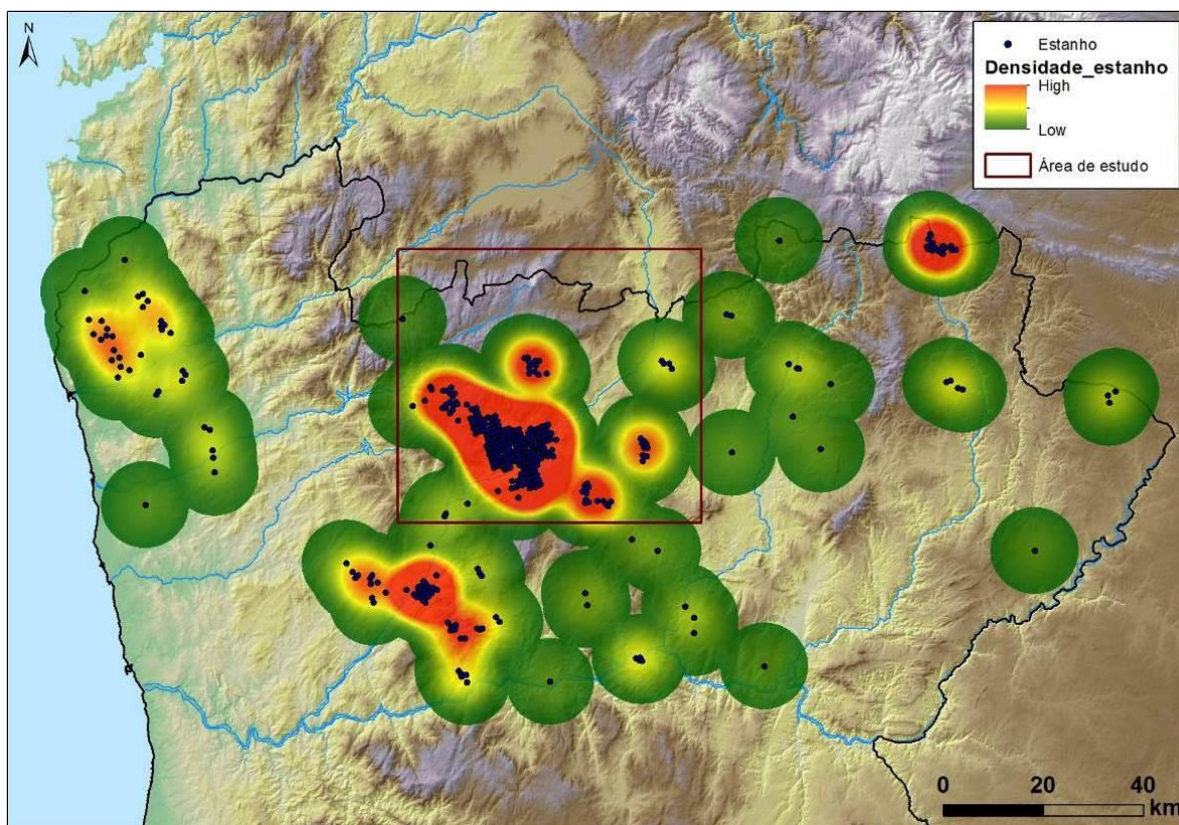 N
Estanho
Densidade_estanho
High
Low
Área de estudo
0 20 40
km